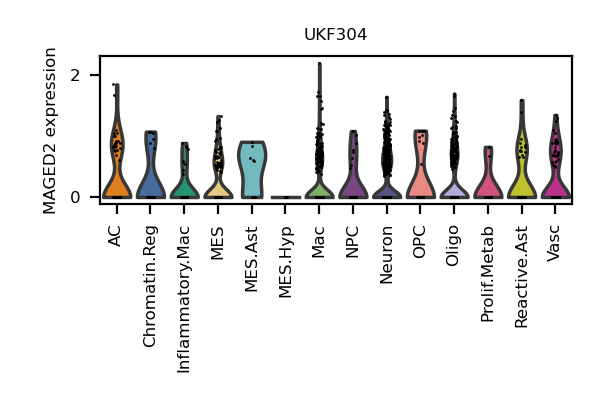 UKF304
MAGED2 expression
2
0
AC
Chromatin.Reg
Inflammatory.Mac
MES
MES.Ast
MES.Hyp
Mac
NPC
Neuron
OPC
Oligo
Prolif.Metab
Reactive.Ast
Vasc